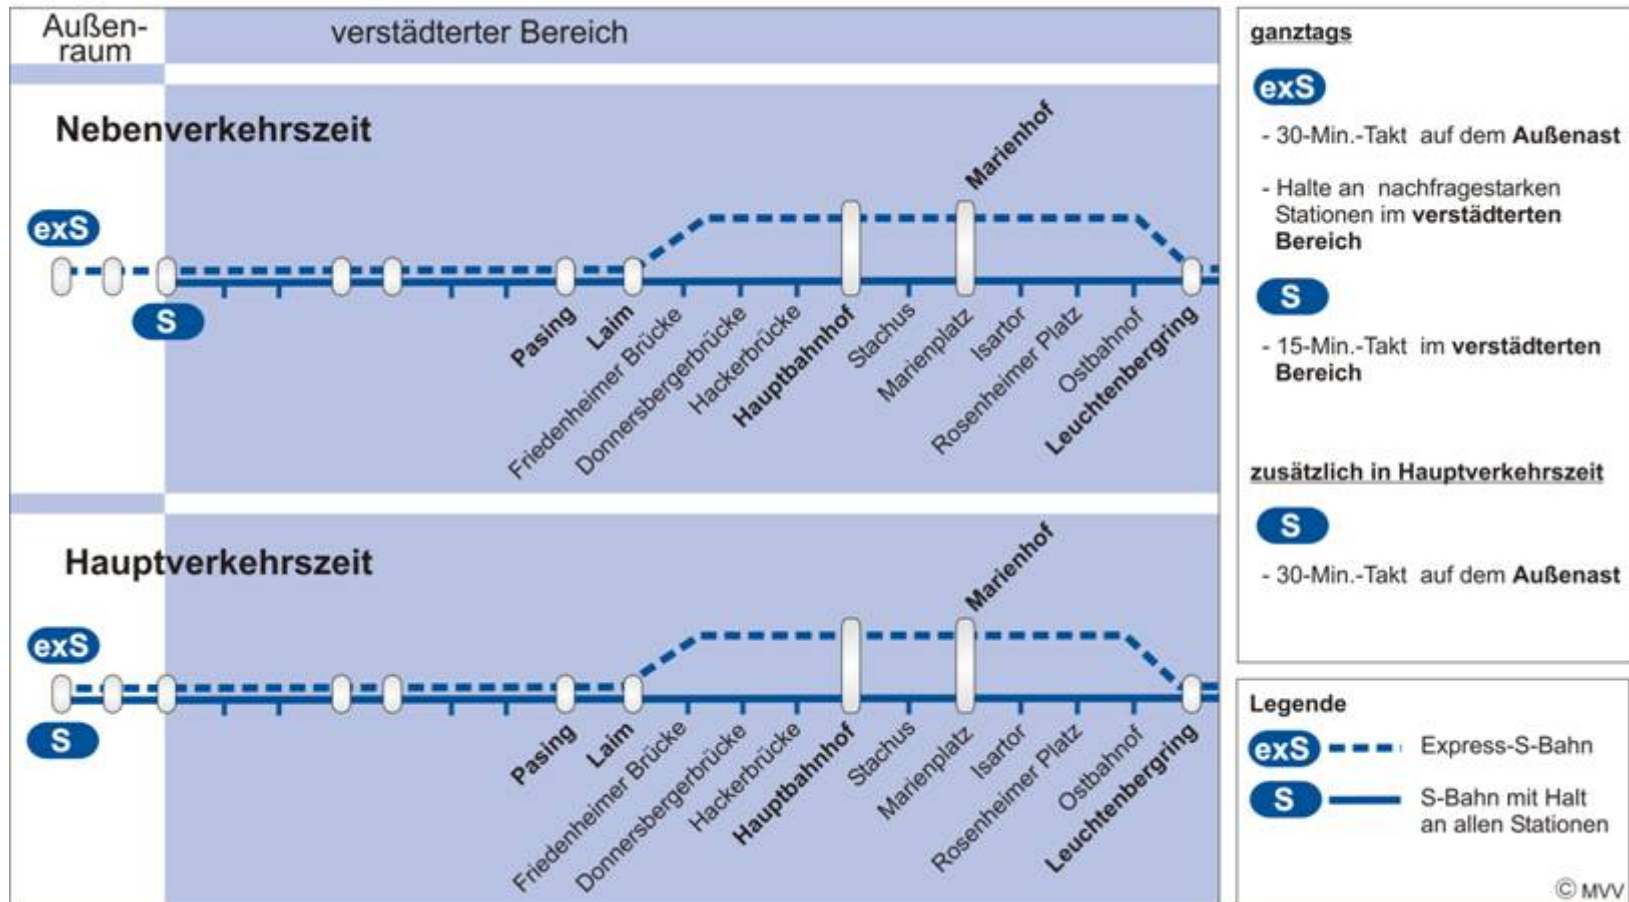 Außen-
raum
verstädterter Bereich
Nebenverkehrszeit
exS
S
Pasing
Laim
Friedenheimer Brücke
Donnersbergerbrücke
Hackerbrücke
Hauptbahnhof
Stachus
Marienhof
Marienplatz
Isartor
Rosenheimer Platz
Ostbahnhof
Leuchtenbergring
Hauptverkehrszeit
exS
S
Pasing
Laim
Friedenheimer Brücke
Donnersbergerbrücke
Hackerbrücke
Hauptbahnhof
Stachus
Marienhof
Marienplatz
Isartor
Rosenheimer Platz
Ostbahnhof
Leuchtenbergring
ganztags
exS
- 30-Min.-Takt auf dem Außenast
- Halte an nachfragestarken
Stationen im verstädterten
Bereich
S
- 15-Min.-Takt im verstädterten
Bereich
zusätzlich in Hauptverkehrszeit
S
- 30-Min.-Takt auf dem Außenast
Legende
exS Express-S-Bahn
S S-Bahn mit Halt
an allen Stationen
© MVV